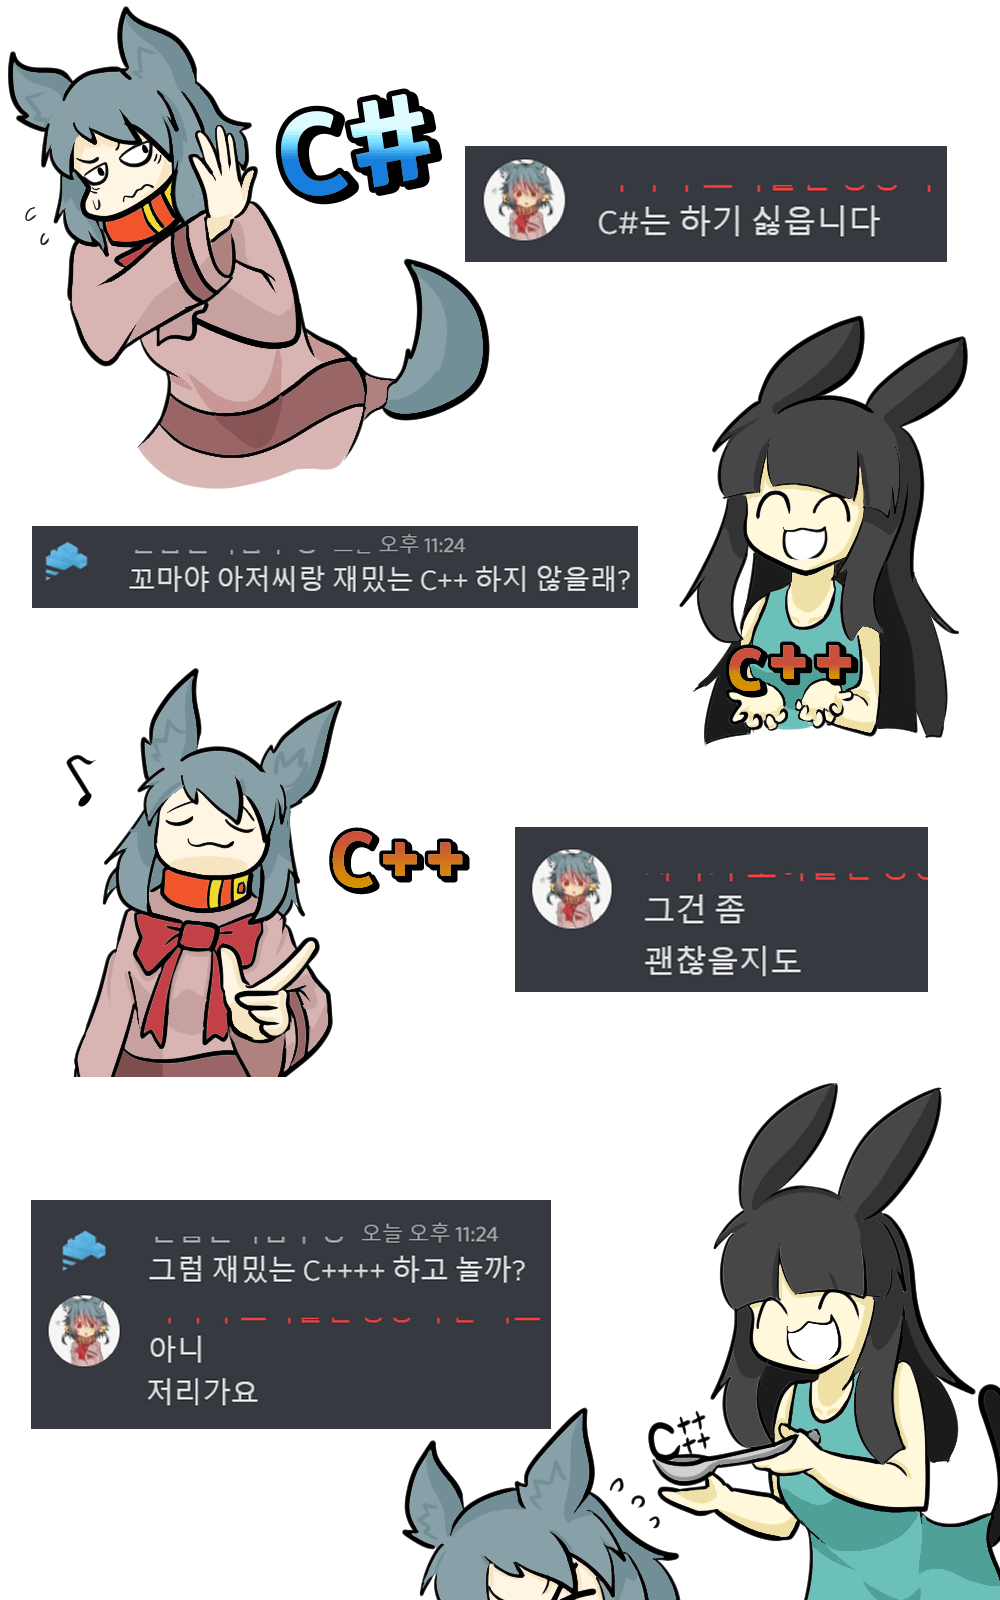 C#
C#는 하기 싫읍니다
오후 11:24
꼬마야 아저씨랑 재밌는 C++ 하지 않을래?
C++
C++
그건 좀
괜찮을지도
오늘 오후 11:24
그럼 재밌는 C++++ 하고 놀까?
아니
저리가요
C++
++